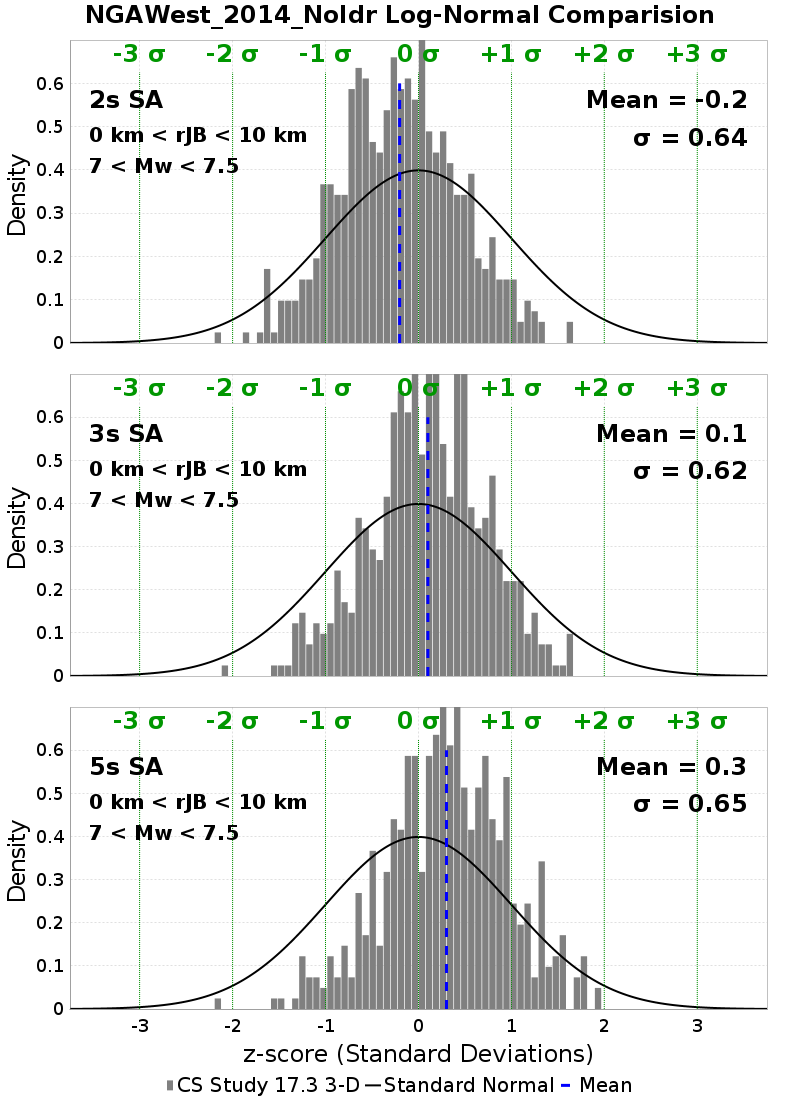 NGAWest_2014_NoIdr Log-Normal Comparision
-3 σ -2 σ -1 σ 0 σ +1 σ +2 σ +3 σ
2s SA
0 km < rJB < 10 km
7 < Mw < 7.5
Mean = -0.2
σ = 0.64
Density
0.6
0.5
0.4
0.3
0.2
0.1
0
-3 σ -2 σ -1 σ 0 σ +1 σ +2 σ +3 σ
3s SA
0 km < rJB < 10 km
7 < Mw < 7.5
Mean = 0.1
σ = 0.62
Density
0.6
0.5
0.4
0.3
0.2
0.1
0
-3 σ -2 σ -1 σ 0 σ +1 σ +2 σ +3 σ
5s SA
0 km < rJB < 10 km
7 < Mw < 7.5
Mean = 0.3
σ = 0.65
Density
0.6
0.5
0.4
0.3
0.2
0.1
0
-3 -2 -1 0 1 2 3
z-score (Standard Deviations)
CS Study 17.3 3-D Standard Normal Mean